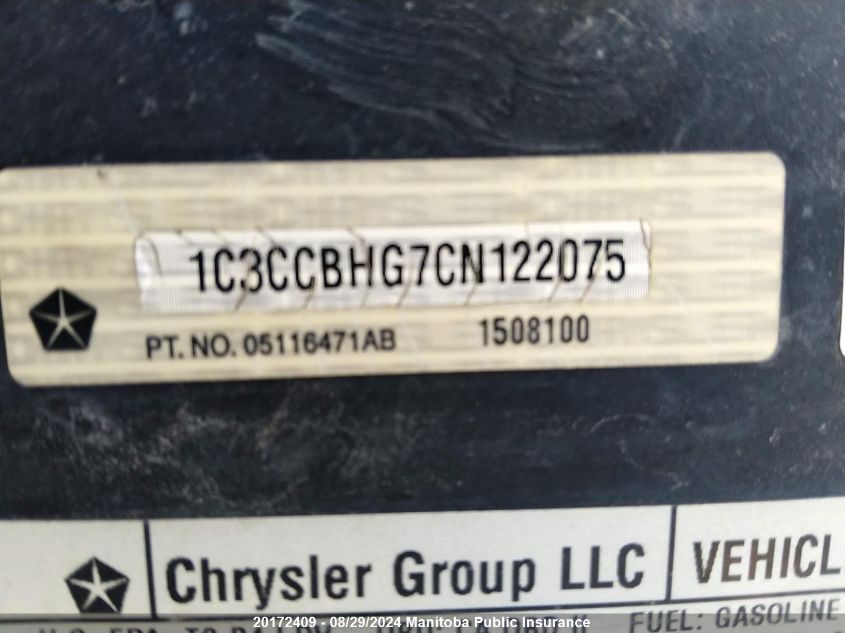 1C3CCBHG7CN122075
PT. NO. 05116471AB 1508100
Chrysler Group LLC VEHICL
FUEL: GASOLINE
20172409 - 08/29/2024 Manitoba Public Insurance